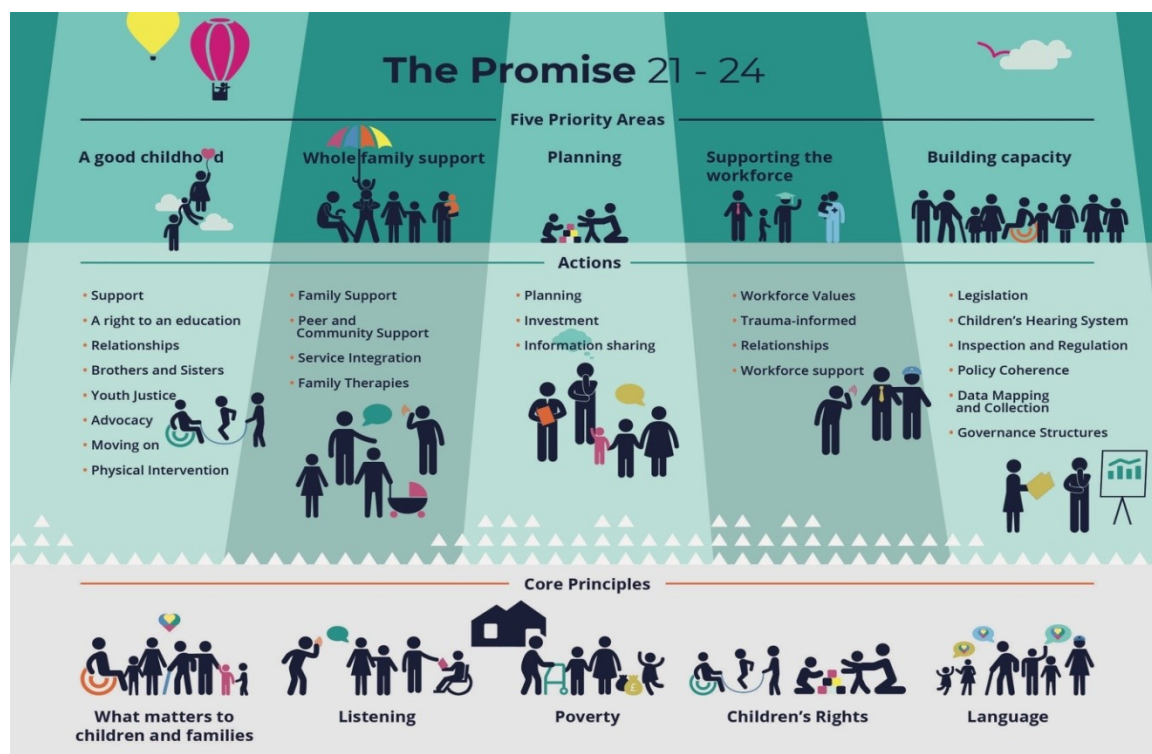 The Promise 21 - 24
Five Priority Areas
A good childhood
Whole family support
Planning
Supporting the
workforce
Building capacity
Actions
• Support
• A right to an education
• Relationships
• Brothers and Sisters
• Youth Justice
• Advocacy
• Moving on
• Physical Intervention
• Family Support
• Peer and
Community Support
• Service Integration
• Family Therapies
• Planning
• Investment
• Information sharing
• Workforce Values
• Trauma-informed
• Relationships
• Workforce support
• Legislation
• Children's Hearing System
• Inspection and Regulation
• Policy Coherence
• Data Mapping
and Collection
• Governance Structures
Core Principles
What matters to
children and families
Listening
Poverty
Children's Rights
Language